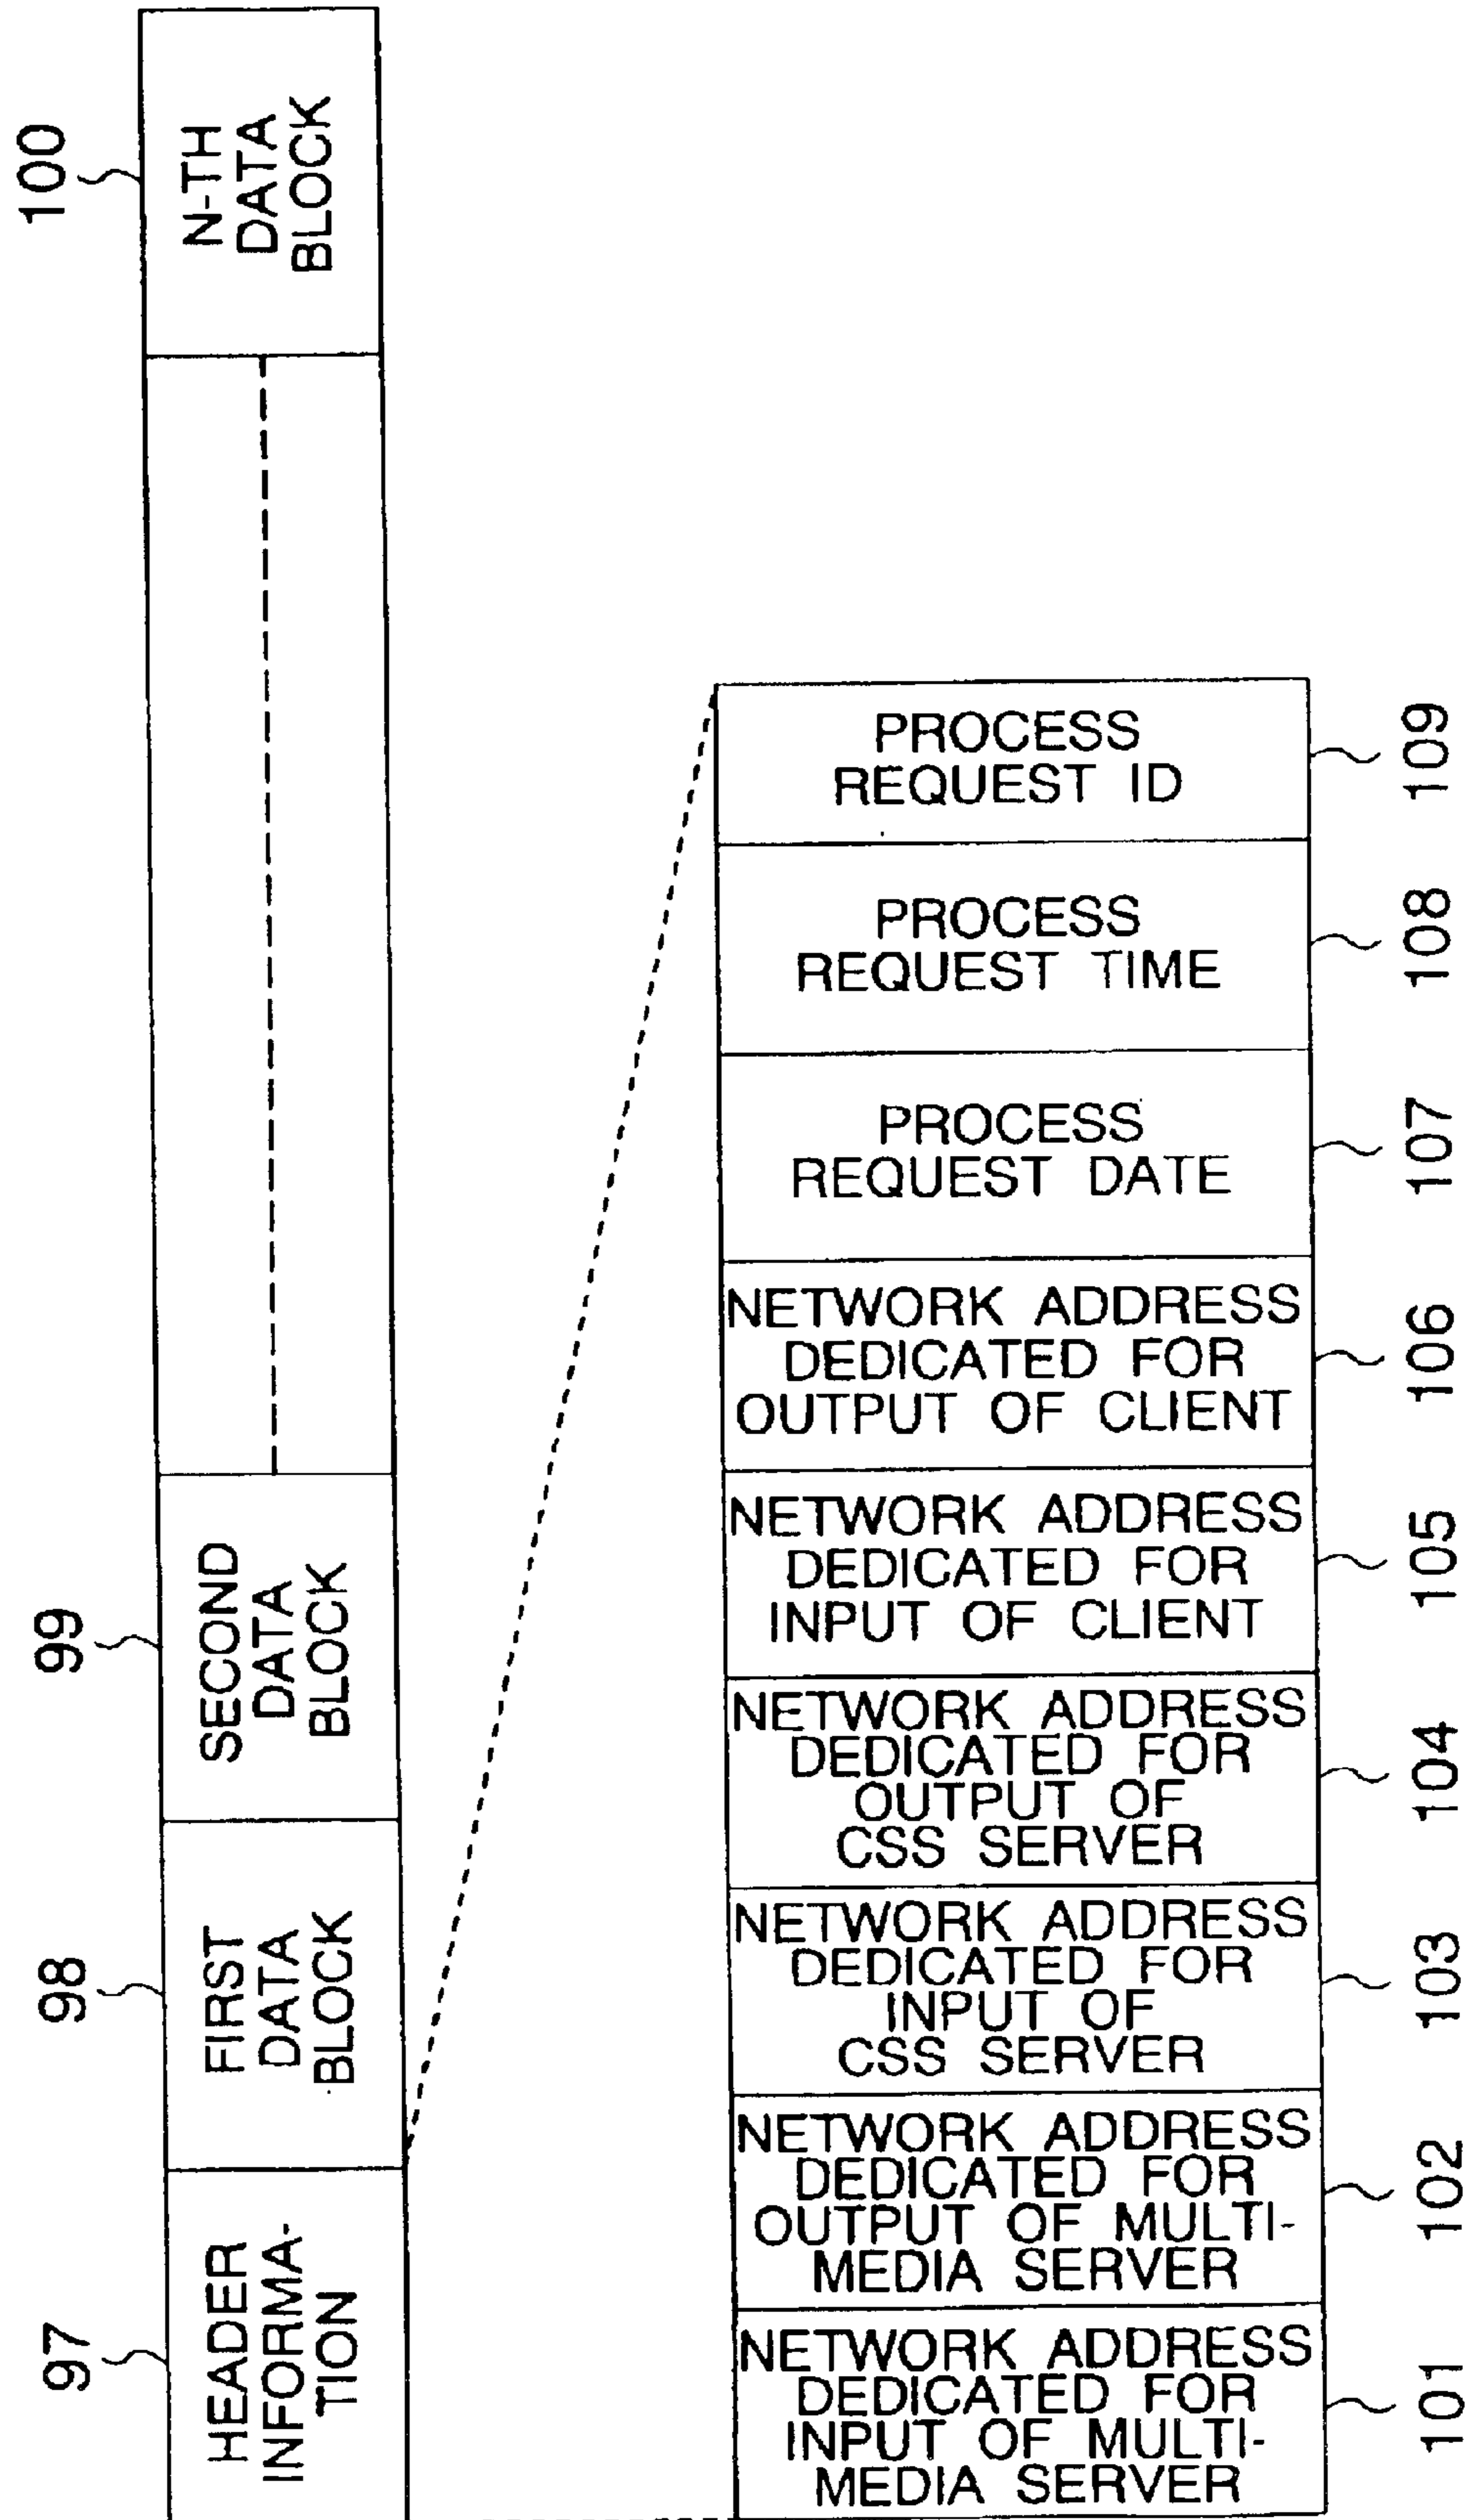 97
HEADER
INFORMA-
TION
98
FIRST
DATA
BLOCK
99
SECOND
DATA
BLOCK
100
N-TH
DATA
BLOCK
NETWORK ADDRESS
DEDICATED FOR
INPUT OF MULTI-
MEDIA SERVER
101
NETWORK ADDRESS
DEDICATED FOR
OUTPUT OF MULTI-
MEDIA SERVER
102
NETWORK ADDRESS
DEDICATED FOR
INPUT OF
CSS SERVER
103
NETWORK ADDRESS
DEDICATED FOR
OUTPUT OF
CSS SERVER
104
NETWORK ADDRESS
DEDICATED FOR
INPUT OF CLIENT
105
NETWORK ADDRESS
DEDICATED FOR
OUTPUT OF CLIENT
106
PROCESS
REQUEST DATE
107
PROCESS
REQUEST TIME
108
PROCESS
REQUEST ID
109